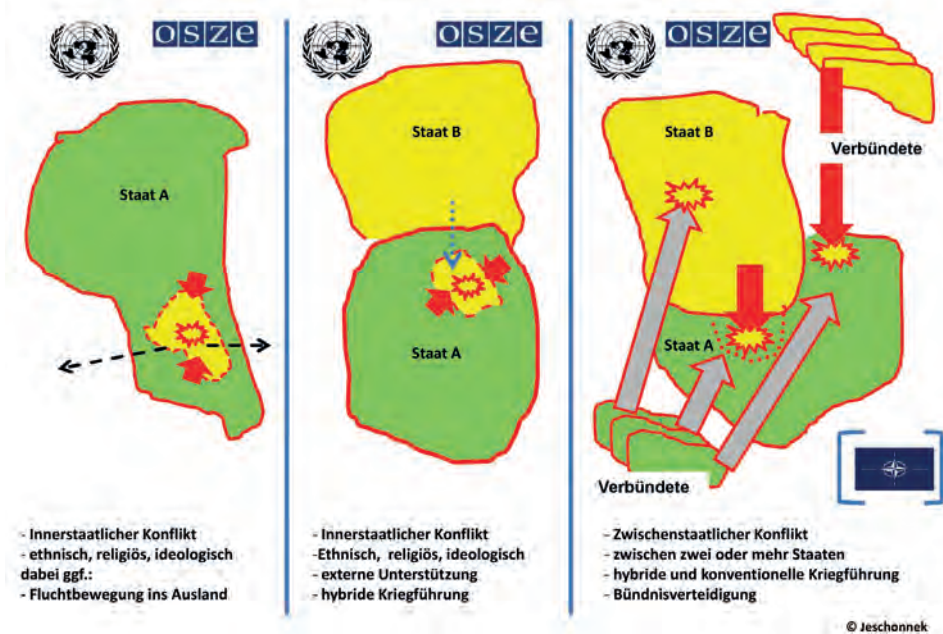 osze
Staat A
- Innerstaatlicher Konflikt
- ethnisch, religiös, ideologisch
dabei ggf.:
- Fluchtbewegung ins Ausland
osze
Staat B
Staat A
- Innerstaatlicher Konflikt
-Ethnisch, religiös, ideologisch
- externe Unterstützung
- hybride Kriegführung
osze
Staat B
Verbündete
Staat A
Verbündete
- Zwischenstaatlicher Konflikt
- zwischen zwei oder mehr Staaten
- hybride und konventionelle Kriegführung
- Bündnisverteidigung
© Jeschonnek